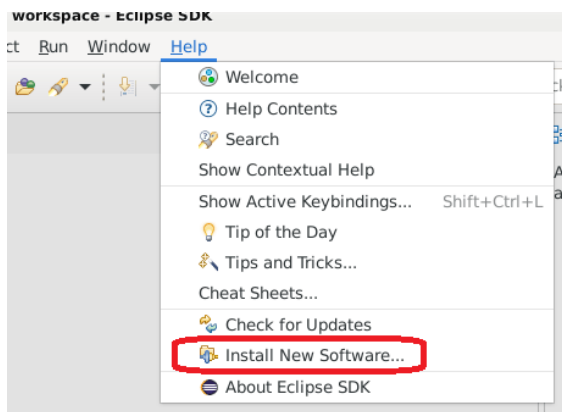 workspace - Eclipse SDK
ct Run Window Help
Welcome
Help Contents
Search
Show Contextual Help
Show Active Keybindings... Shift+Ctrl+L
Tip of the Day
Tips and Tricks...
Cheat Sheets...
Check for Updates
Install New Software...
About Eclipse SDK